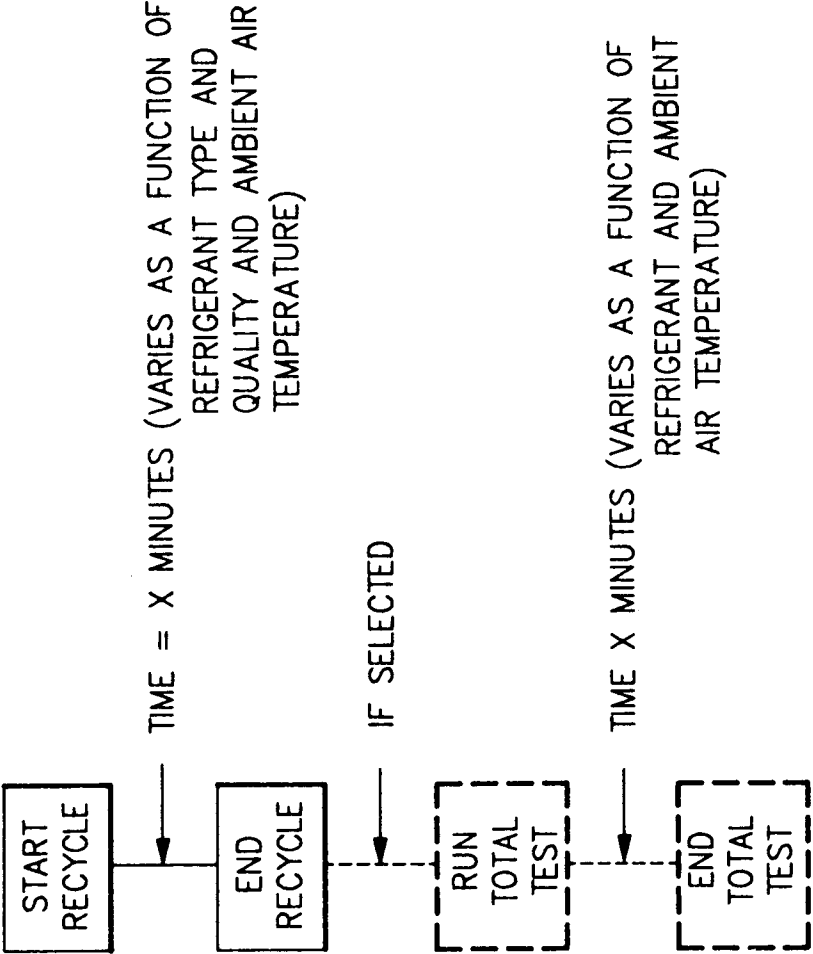 START
RECYCLE
TIME = X MINUTES (VARIES AS A FUNCTION OF
REFRIGERANT TYPE AND
QUALITY AND AMBIENT AIR
TEMPERATURE)
END
RECYCLE
IF SELECTED
RUN
TOTAL
TEST
TIME X MINUTES (VARIES AS A FUNCTION OF
REFRIGERANT AND AMBIENT
AIR TEMPERATURE)
END
TOTAL
TEST